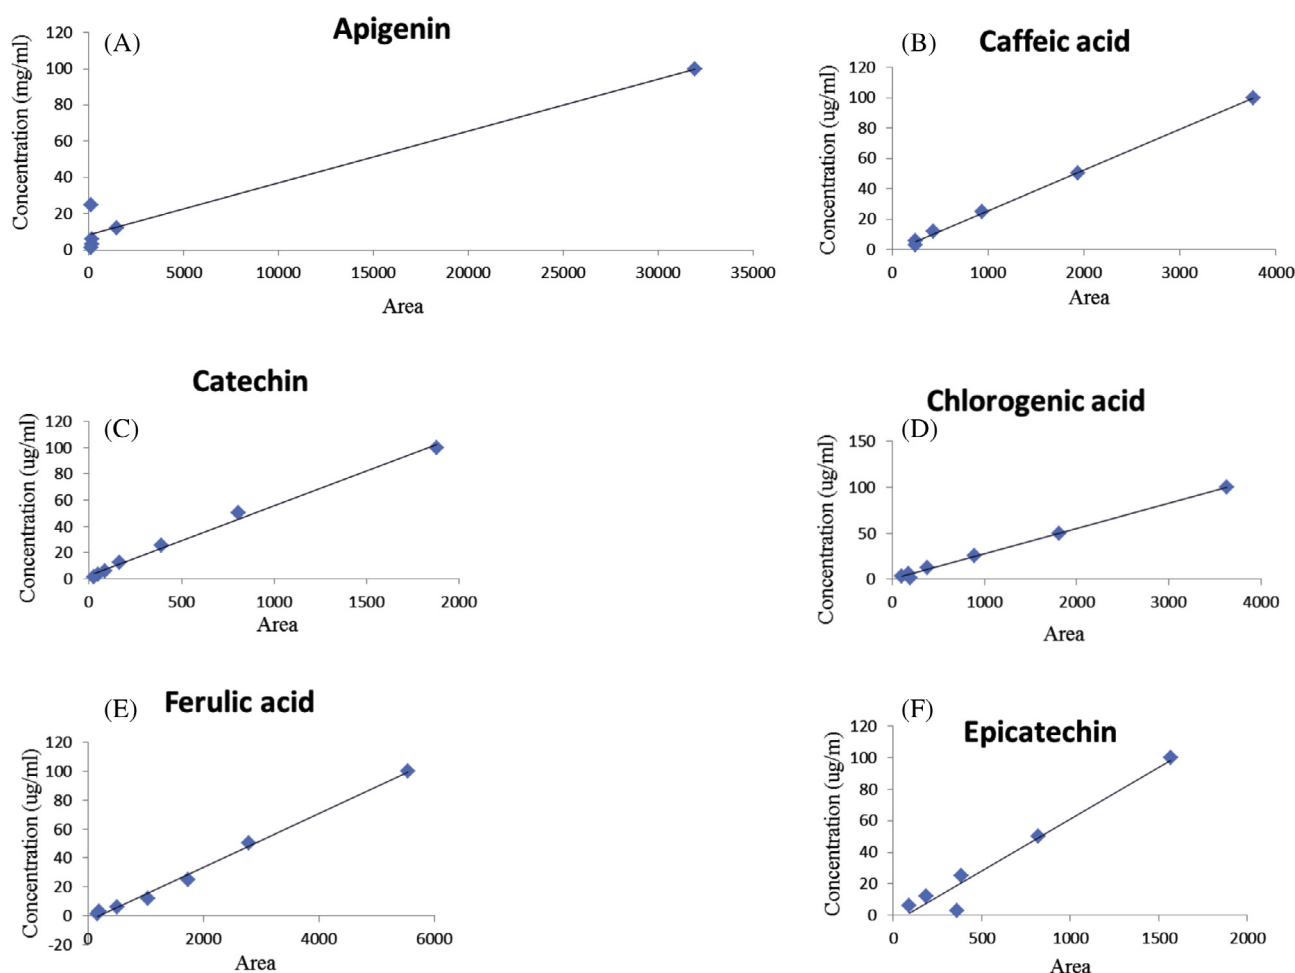 (A)
Apigenin
Concentration (mg/ml)
120
100
80
60
40
20
0
0 5000 10000 15000 20000 25000 30000 35000
Area
(B)
Caffeic acid
Concentration (ug/ml)
120
100
80
60
40
20
0
0 1000 2000 3000 4000
Area
Catechin
(C)
Concentration (ug/ml)
120
100
80
60
40
20
0
0 500 1000 1500 2000
Area
Chlorogenic acid
(D)
Concentration (ug/ml)
150
100
50
0
0 1000 2000 3000 4000
Area
Ferulic acid
(E)
Concentration (ug/ml)
120
100
80
60
40
20
0
-20
0 2000 4000 6000
Area
(F)
Epicatechin
Concentration (ug/m)
120
100
80
60
40
20
0
0 500 1000 1500 2000
Area